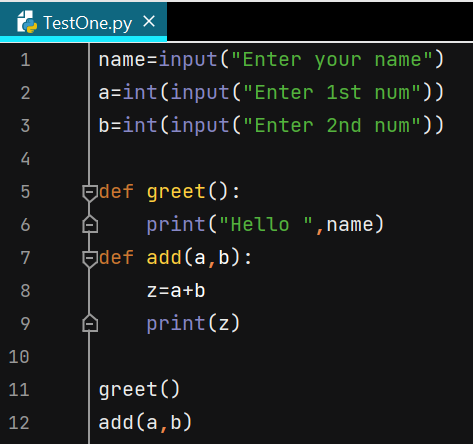 TestOne.py ×
1 name=input("Enter your name")
2 a=int(input("Enter 1st num"))
3 b=int(input("Enter 2nd num"))
4
5 def greet():
6     print("Hello ",name)
7 def add(a,b):
8     z=a+b
9     print(z)
10
11 greet()
12 add(a,b)